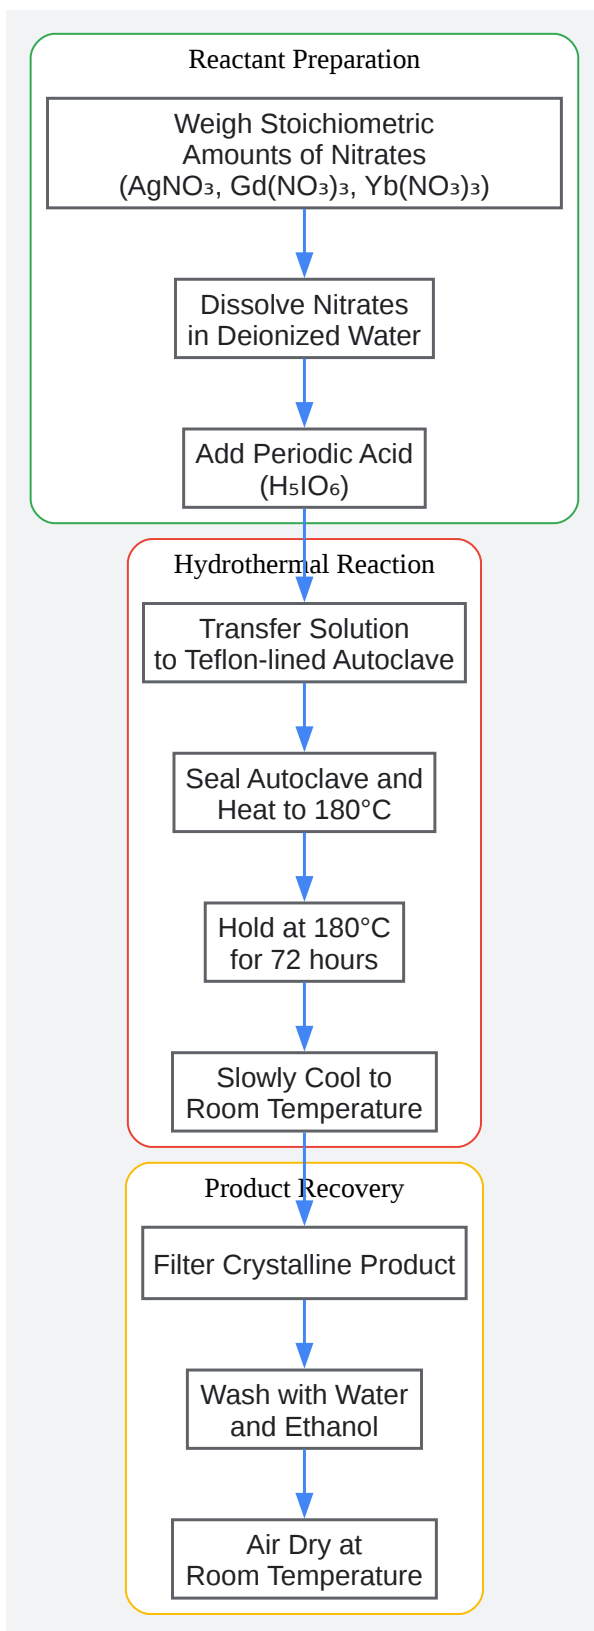 Reactant Preparation
Weigh Stoichiometric
Amounts of Nitrates
(AgNO₃, Gd(NO₃)₃, Yb(NO₃)₃)
Dissolve Nitrates
in Deionized Water
Add Periodic Acid
(H₅IO₆)
Hydrothermal Reaction
Transfer Solution
to Teflon-lined Autoclave
Seal Autoclave and
Heat to 180°C
Hold at 180°C
for 72 hours
Slowly Cool to
Room Temperature
Product Recovery
Filter Crystalline Product
Wash with Water
and Ethanol
Air Dry at
Room Temperature